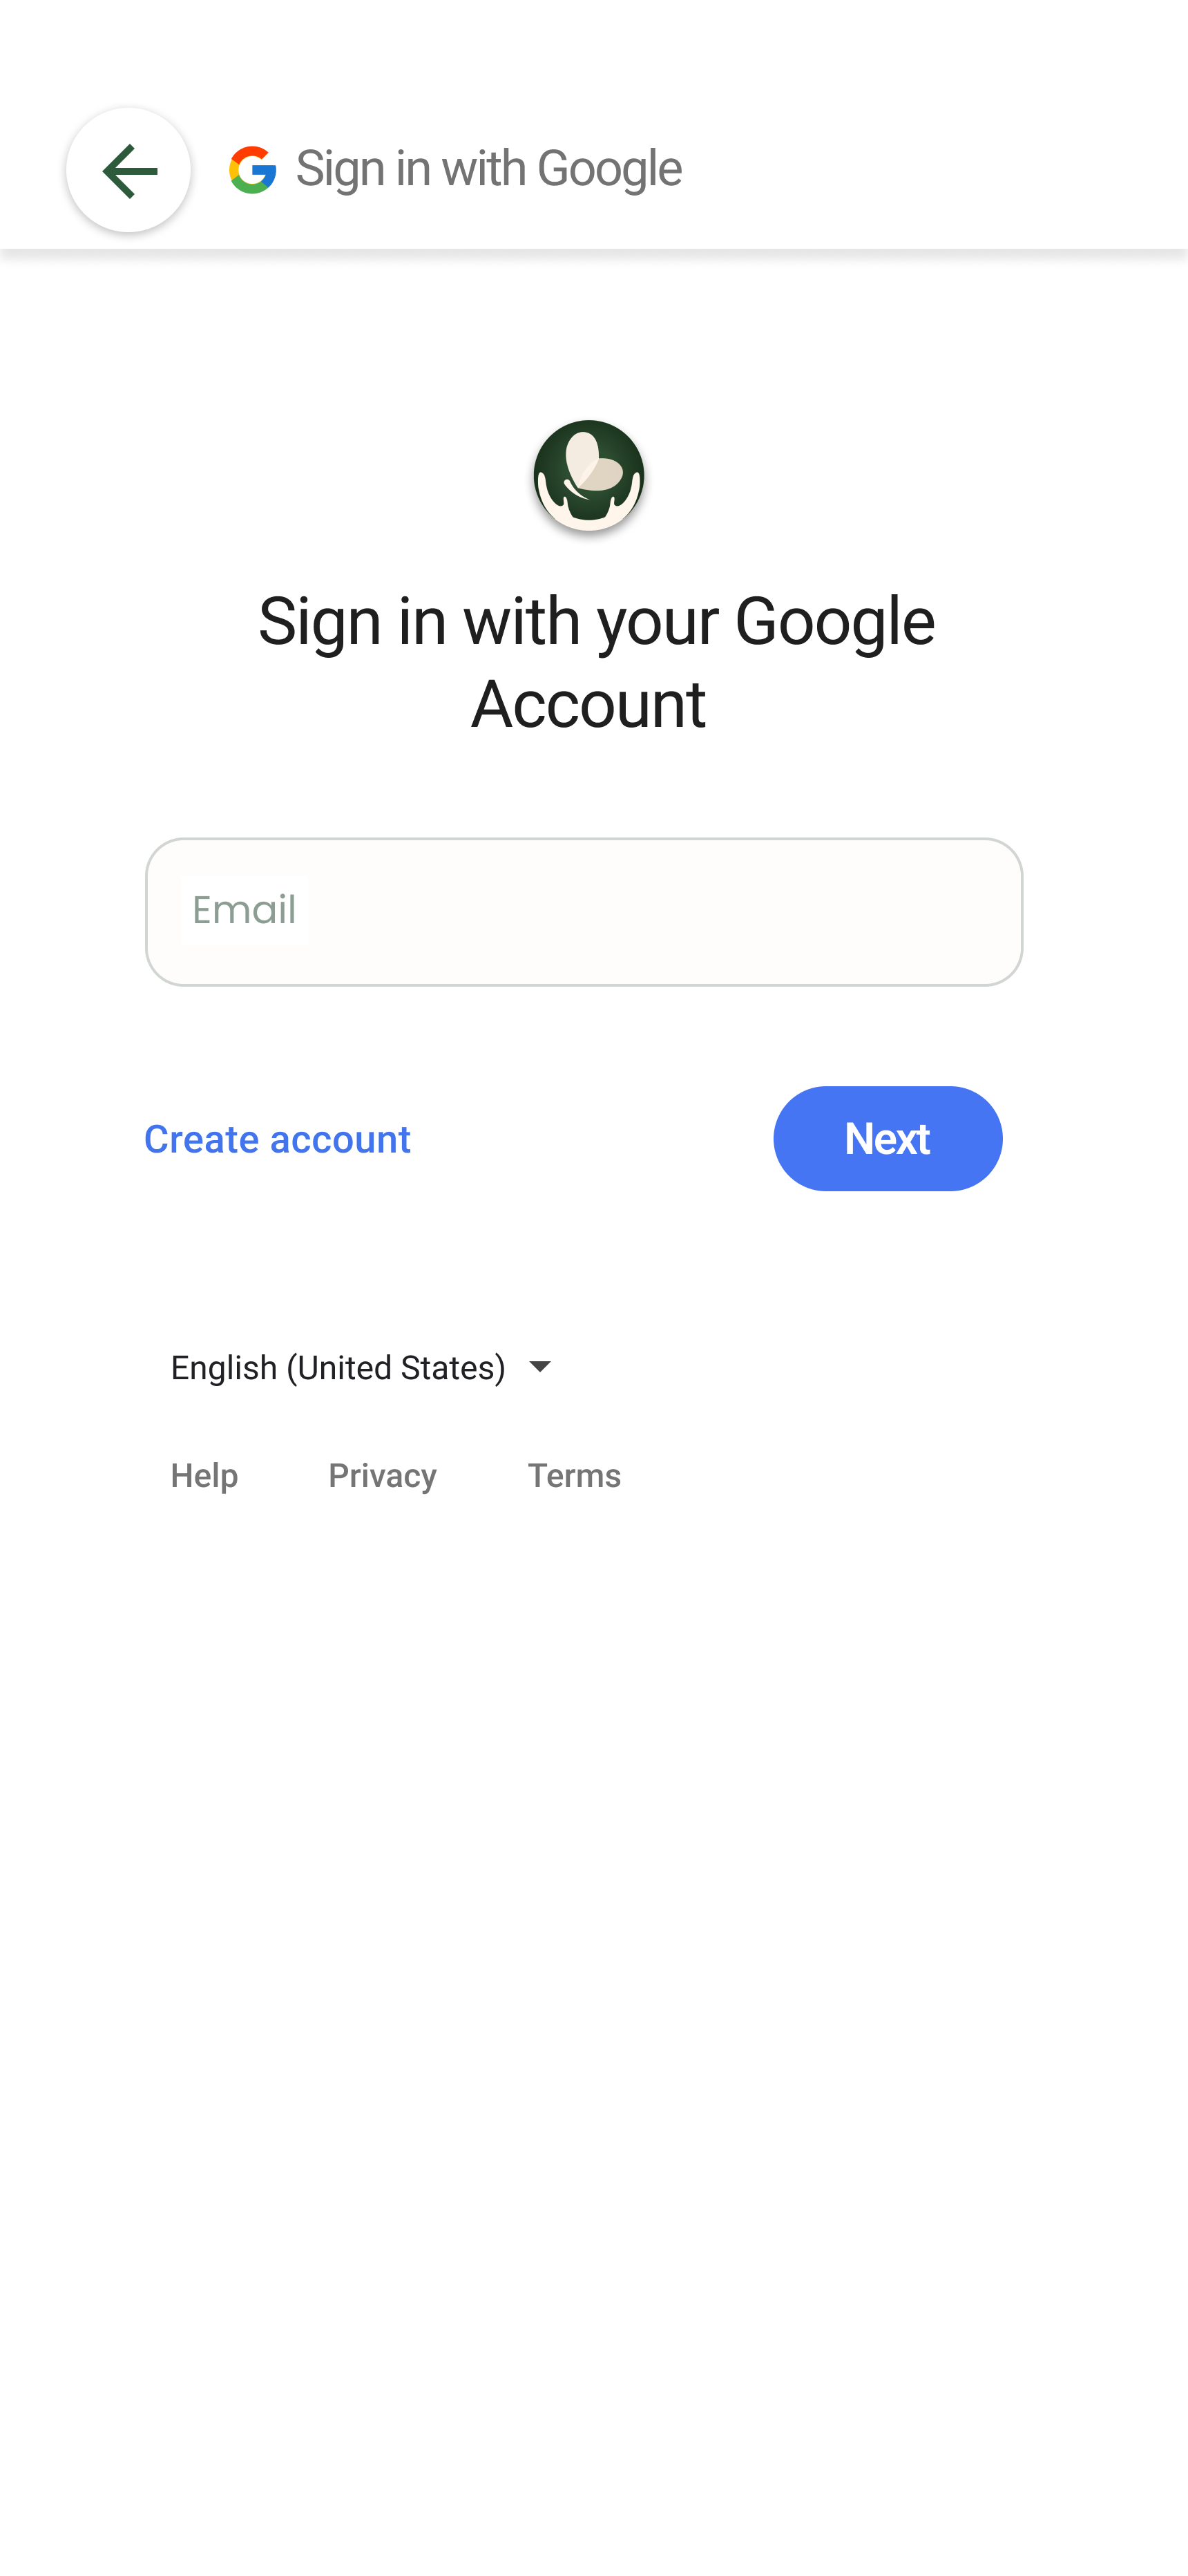 Sign in with Google
Sign in with your Google
Account
Email
Create account
Next
English (United States)
Help Privacy Terms